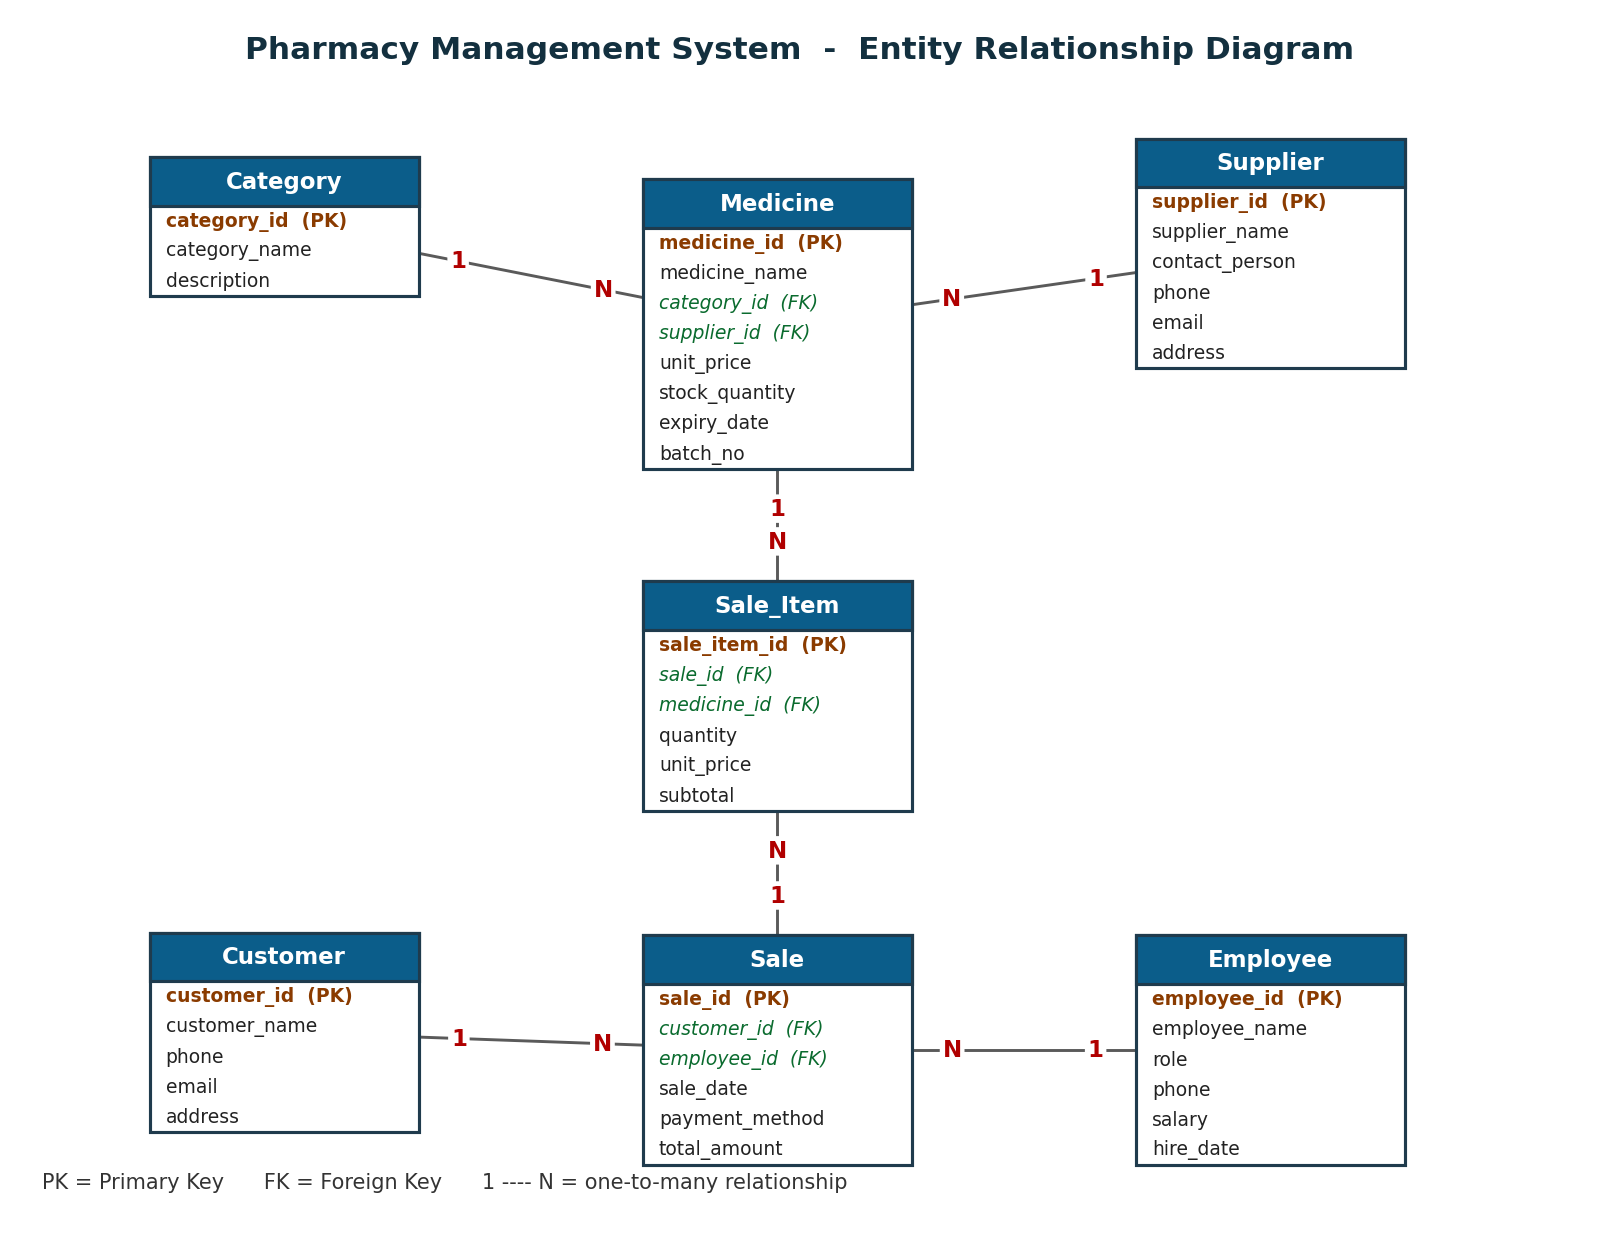 Pharmacy Management System  -  Entity Relationship Diagram
Category
category_id  (PK)
category_name
description
1
N
Medicine
medicine_id  (PK)
medicine_name
category_id  (FK)
supplier_id  (FK)
unit_price
stock_quantity
expiry_date
batch_no
N
1
Supplier
supplier_id  (PK)
supplier_name
contact_person
phone
email
address
1
N
Sale_Item
sale_item_id  (PK)
sale_id  (FK)
medicine_id  (FK)
quantity
unit_price
subtotal
N
1
Customer
customer_id  (PK)
customer_name
phone
email
address
1
N
Sale
sale_id  (PK)
customer_id  (FK)
employee_id  (FK)
sale_date
payment_method
total_amount
N
1
Employee
employee_id  (PK)
employee_name
role
phone
salary
hire_date
PK = Primary Key      FK = Foreign Key      1 ---- N = one-to-many relationship